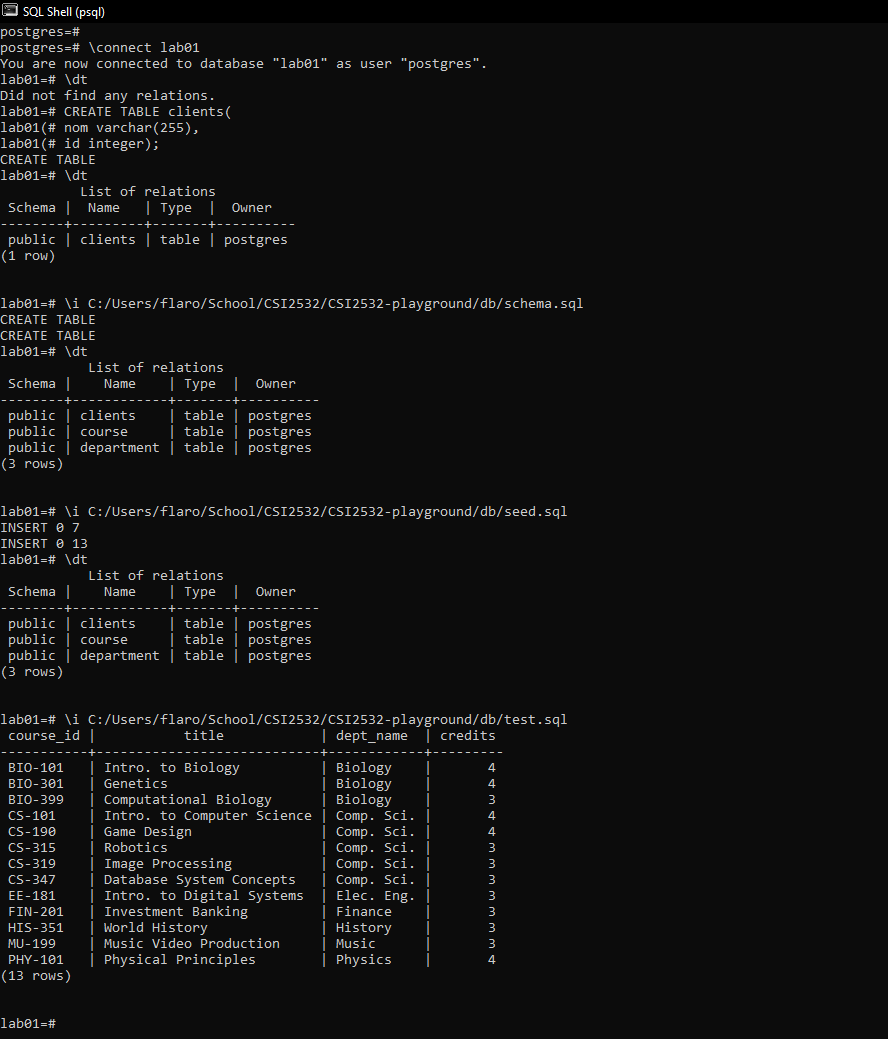 SQL Shell (psql)
postgres=#
postgres=# \connect lab01
You are now connected to database "lab01" as user "postgres".
lab01=# \dt
Did not find any relations.
lab01=# CREATE TABLE clients(
lab01(# nom varchar(255),
lab01(# id integer);
CREATE TABLE
lab01=# \dt
          List of relations
 Schema |  Name   | Type  |  Owner
--------+---------+-------+----------
 public | clients | table | postgres
(1 row)


lab01=# \i C:/Users/flaro/School/CSI2532/CSI2532-playground/db/schema.sql
CREATE TABLE
CREATE TABLE
lab01=# \dt
           List of relations
 Schema |    Name    | Type  |  Owner
--------+------------+-------+----------
 public | clients    | table | postgres
 public | course     | table | postgres
 public | department | table | postgres
(3 rows)


lab01=# \i C:/Users/flaro/School/CSI2532/CSI2532-playground/db/seed.sql
INSERT 0 7
INSERT 0 13
lab01=# \dt
           List of relations
 Schema |    Name    | Type  |  Owner
--------+------------+-------+----------
 public | clients    | table | postgres
 public | course     | table | postgres
 public | department | table | postgres
(3 rows)


lab01=# \i C:/Users/flaro/School/CSI2532/CSI2532-playground/db/test.sql
 course_id |           title            | dept_name  | credits
-----------+----------------------------+------------+---------
 BIO-101   | Intro. to Biology          | Biology    |       4
 BIO-301   | Genetics                   | Biology    |       4
 BIO-399   | Computational Biology      | Biology    |       3
 CS-101    | Intro. to Computer Science | Comp. Sci. |       4
 CS-190    | Game Design                | Comp. Sci. |       4
 CS-315    | Robotics                   | Comp. Sci. |       3
 CS-319    | Image Processing           | Comp. Sci. |       3
 CS-347    | Database System Concepts   | Comp. Sci. |       3
 EE-181    | Intro. to Digital Systems  | Elec. Eng. |       3
 FIN-201   | Investment Banking         | Finance    |       3
 HIS-351   | World History              | History    |       3
 MU-199    | Music Video Production     | Music      |       3
 PHY-101   | Physical Principles        | Physics    |       4
(13 rows)


lab01=#